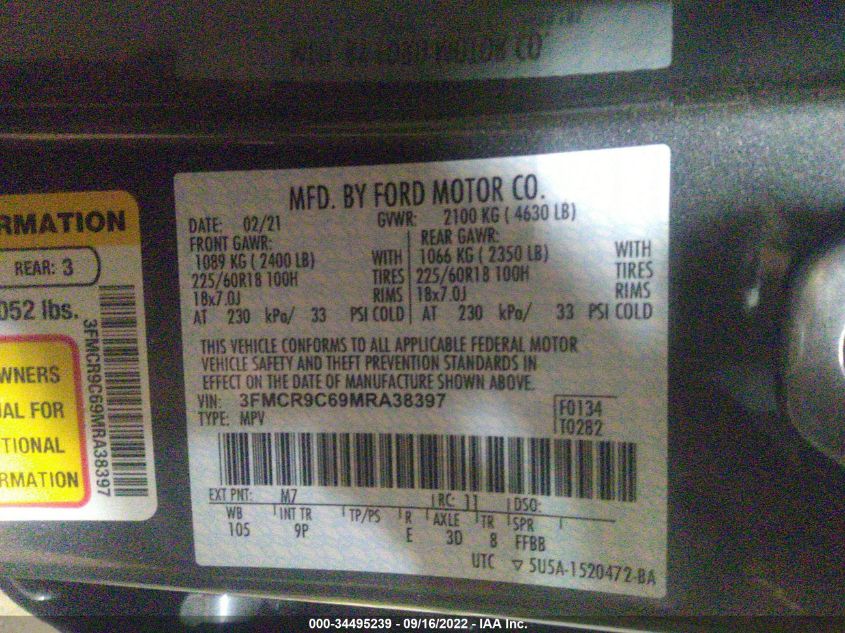 MFD. BY FORD MOTOR CO.
DATE: 02/21 GVWR: 2100 KG ( 4630 LB)
FRONT GAWR: REAR GAWR:
1089 KG ( 2400 LB) WITH 1066 KG ( 2350 LB) WITH
225/60R18 100H TIRES 225/60R18 100H TIRES
18x7.0J RIMS 18x7.0J RIMS
AT 230 kPa/ 33 PSI COLD AT 230 kPa/ 33 PSI COLD
THIS VEHICLE CONFORMS TO ALL APPLICABLE FEDERAL MOTOR
VEHICLE SAFETY AND THEFT PREVENTION STANDARDS IN
EFFECT ON THE DATE OF MANUFACTURE SHOWN ABOVE.
VIN: 3FMCR9C69MRA38397 F0134
TYPE: MPV T0282
EXT PNT: M7 RC: 11 DSO:
WB INT TR TP/PS R AXLE TR SPR
105 9P E 3D 8 FFBB
UTC ▽ 5U5A-1520472-BA
RMATION
REAR: 3
052 lbs.
3FMCR9C69MRA38397
WNERS
AL FOR
TIONAL
RMATION
000-34495239 - 09/16/2022 - IAA Inc.